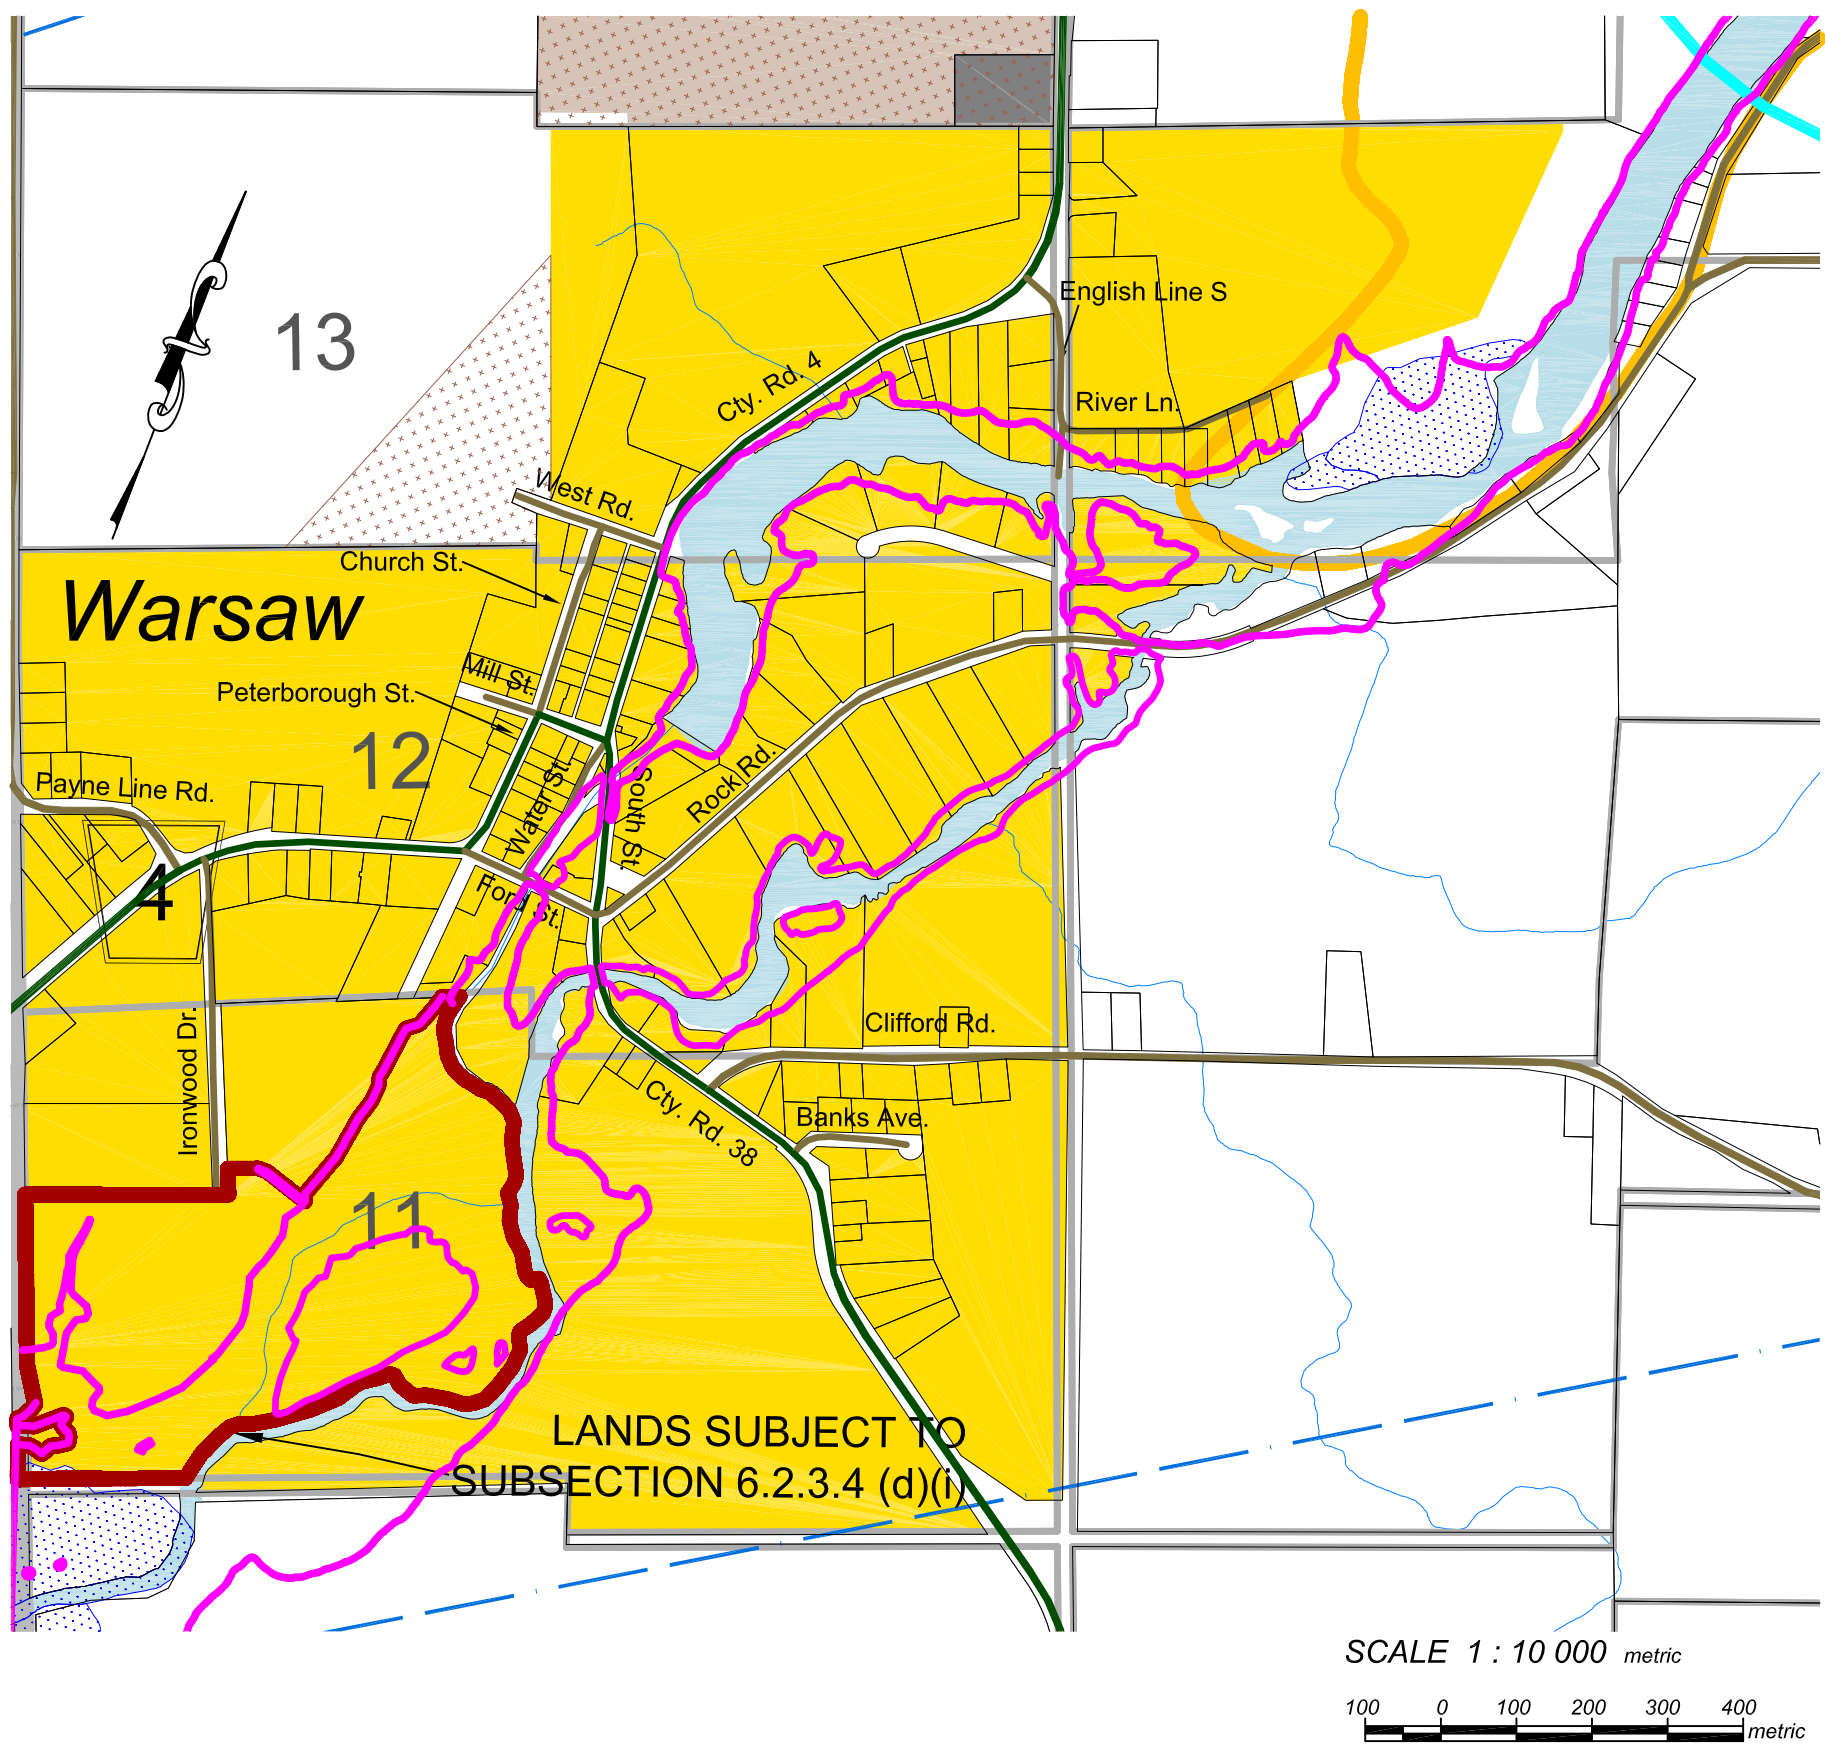 English Line S
13
Cty. Rd. 4
River Ln.
West Rd.
Church St.
Warsaw
Mill St.
Peterborough St.
12
Payne Line Rd.
Water St.
South St.
Rock Rd.
4
Ford St.
Ironwood Dr.
Clifford Rd.
Cty. Rd. 38
Banks Ave.
11
LANDS SUBJECT TO
SUBSECTION 6.2.3.4 (d)(i)
SCALE 1 : 10 000 metric
100 0 100 200 300 400
metric